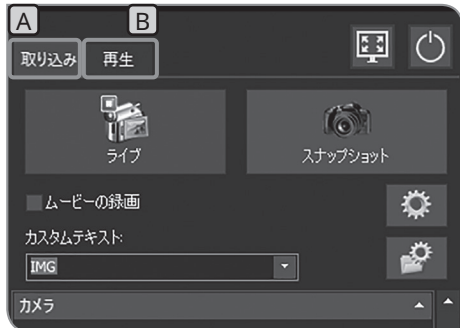 A B
取り込み 再生
ライブ スナップショット
ムービーの録画
カスタムテキスト:
IMG
カメラ